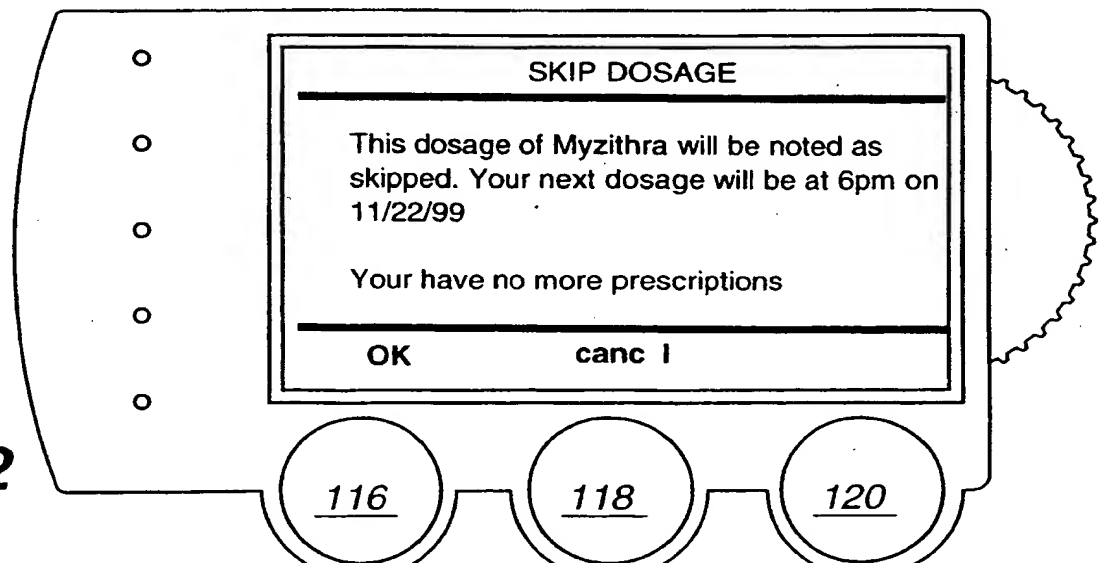 SKIP DOSAGE
This dosage of Myzithra will be noted as
skipped. Your next dosage will be at 6pm on
11/22/99
Your have no more prescriptions
OK canc l
2
116 118 120